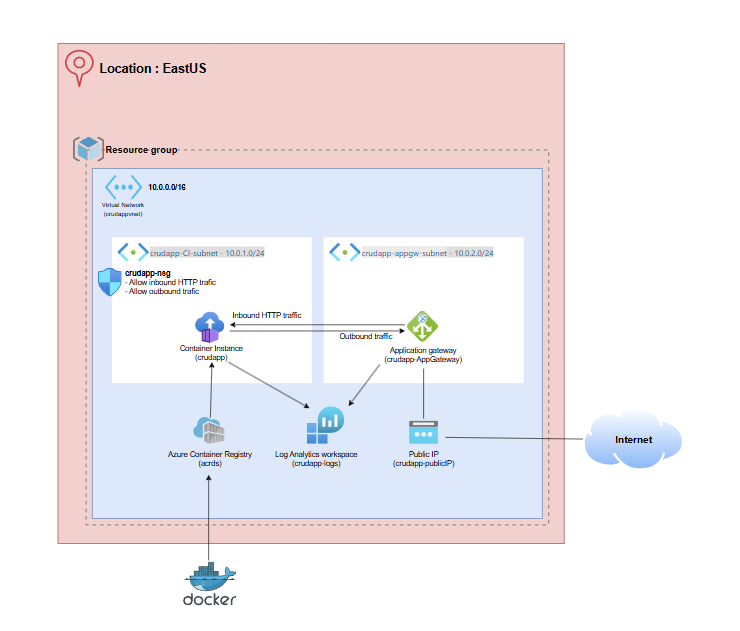 Location : EastUS
Resource group
10.0.0.0/16
Virtual Network
(crudappvnet)
crudapp-CI-subnet - 10.0.1.0/24
crudapp-appgw-subnet - 10.0.2.0/24
crudapp-nsg
- Allow inbound HTTP trafic
- Allow outbound trafic
Inbound HTTP traffic
Outbound traffic
Container Instance
(crudapp)
Application gateway
(crudapp-AppGateway)
Azure Container Registry
(acrds)
Log Analytics workspace
(crudapp-logs)
Public IP
(crudapp-publicIP)
Internet
docker